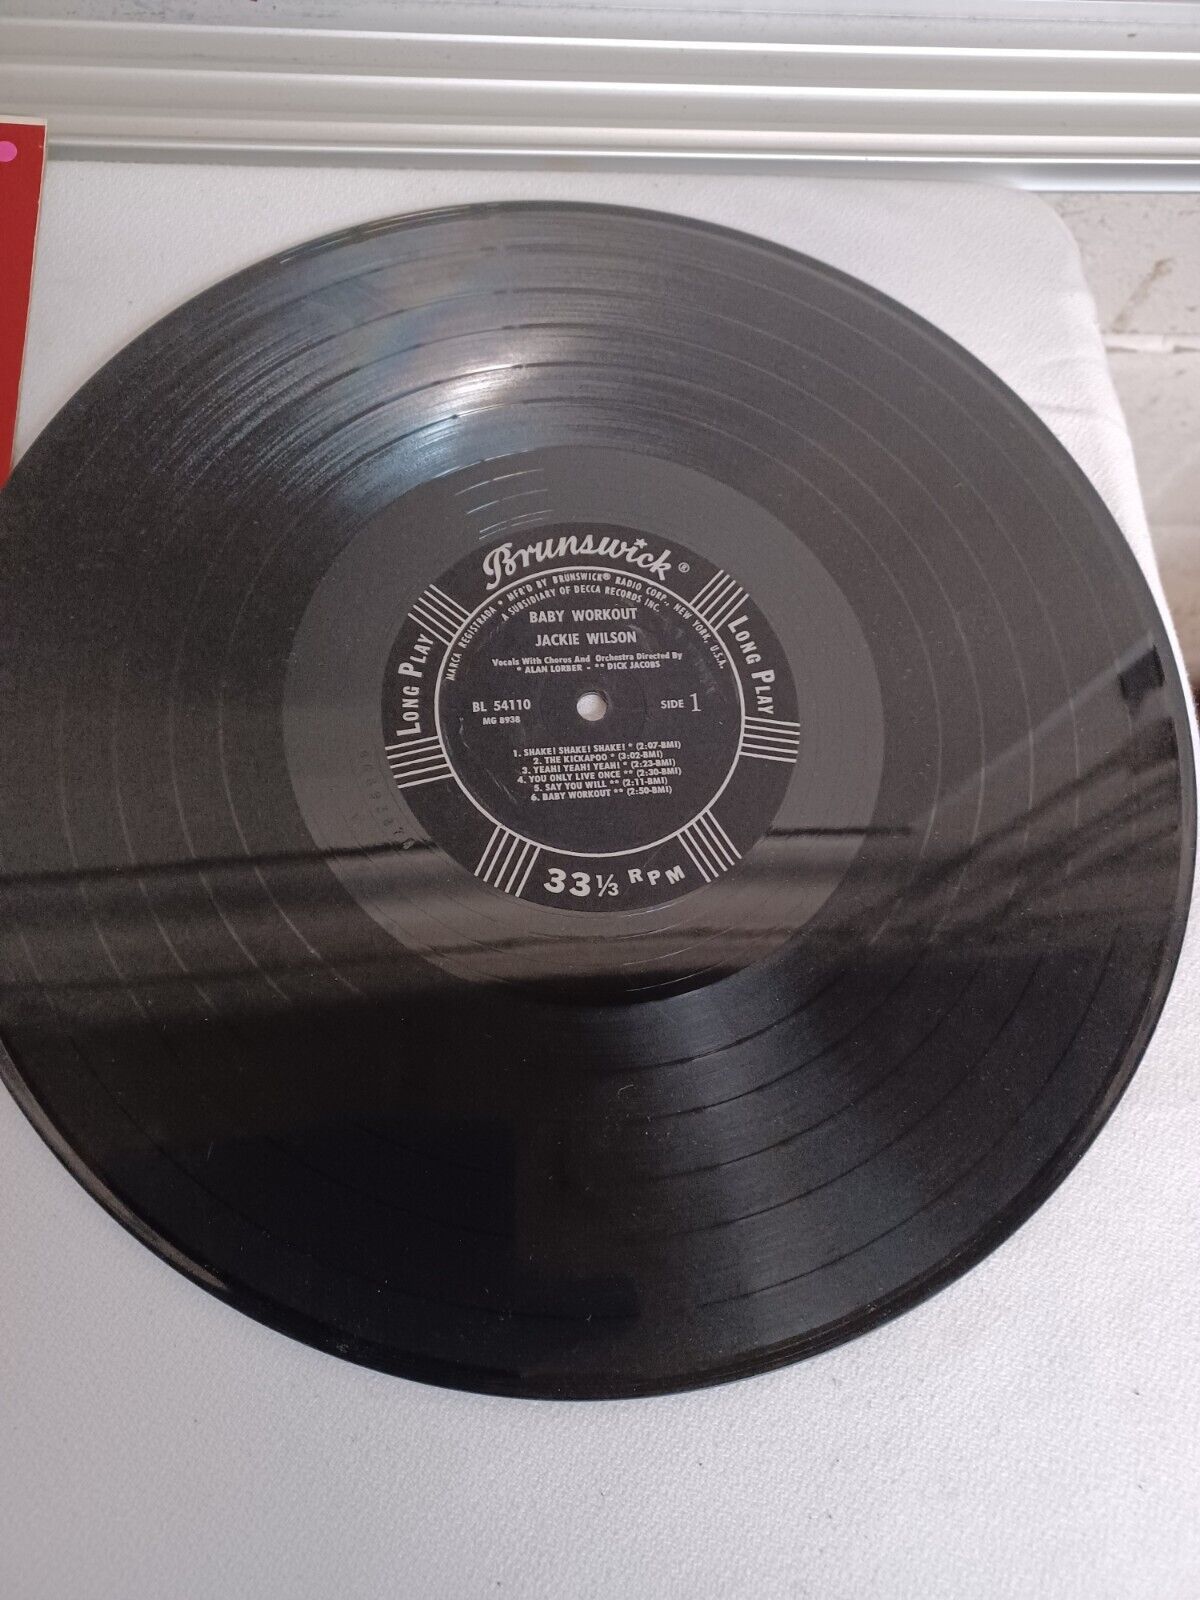 Brunswick ®
MARCA REGISTRADA • MFR'D BY BRUNSWICK® RADIO CORP., NEW YORK, U.S.A.
A SUBSIDIARY OF DECCA RECORDS INC.
BABY WORKOUT
JACKIE WILSON
Vocals With Chorus And Orchestra Directed By
* ALAN LORBER - ** DICK JACOBS
LONG PLAY
LONG PLAY
BL 54110
SIDE 1
MG 8938
1. SHAKE! SHAKE! SHAKE! * (2:07-BMI)
2. THE KICKAPOO * (3:02-BMI)
3. YEAH! YEAH! YEAH! * (2:23-BMI)
4. YOU ONLY LIVE ONCE ** (2:30-BMI)
5. SAY YOU WILL ** (2:11-BMI)
6. BABY WORKOUT ** (2:50-BMI)
33 1/3 RPM